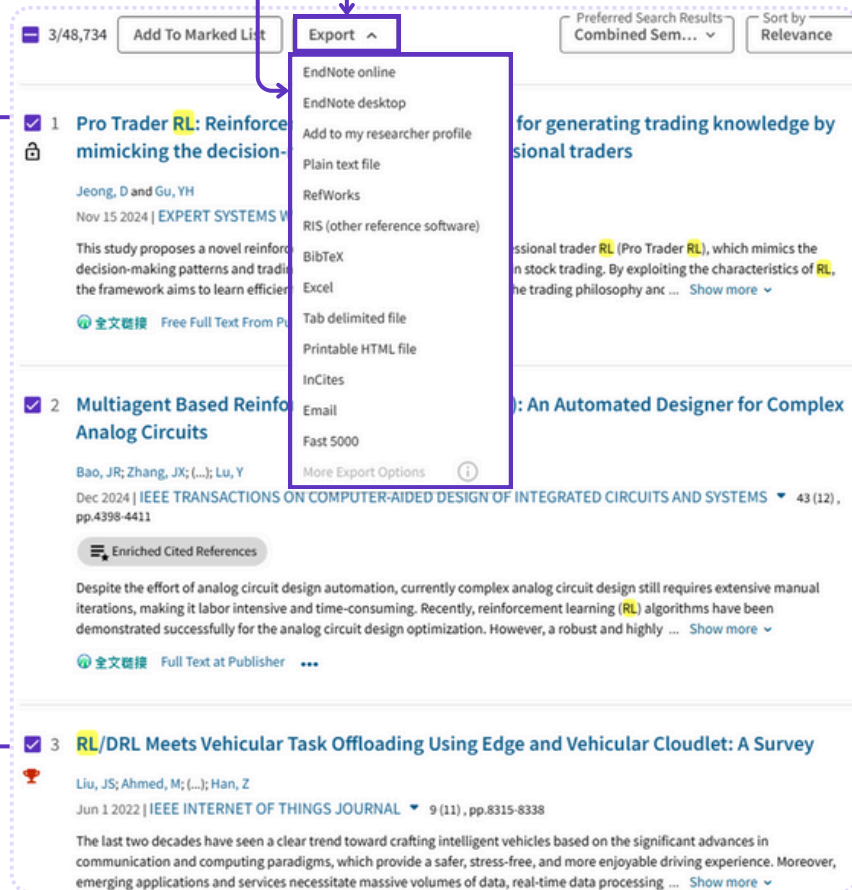 3/48,734
Add To Marked List
Export
Preferred Search Results
Combined Sem...
Sort by
Relevance
EndNote online
EndNote desktop
Add to my researcher profile
Plain text file
RefWorks
RIS (other reference software)
BibTeX
Excel
Tab delimited file
Printable HTML file
InCites
Email
Fast 5000
More Export Options
1
Pro Trader RL: Reinforce for generating trading knowledge by
mimicking the decision- sional traders
Jeong, D and Gu, YH
Nov 15 2024 | EXPERT SYSTEMS W
This study proposes a novel reinforc ssional trader RL (Pro Trader RL), which mimics the
decision-making patterns and tradin n stock trading. By exploiting the characteristics of RL,
the framework aims to learn efficien he trading philosophy and ... Show more
全文链接 Free Full Text From Pu
2
Multiagent Based Reinfo ): An Automated Designer for Complex
Analog Circuits
Bao, JR; Zhang, JX; (...); Lu, Y
Dec 2024 | IEEE TRANSACTIONS ON COMPUTER-AIDED DESIGN OF INTEGRATED CIRCUITS AND SYSTEMS 43 (12) ,
pp.4398-4411
Enriched Cited References
Despite the effort of analog circuit design automation, currently complex analog circuit design still requires extensive manual
iterations, making it labor intensive and time-consuming. Recently, reinforcement learning (RL) algorithms have been
demonstrated successfully for the analog circuit design optimization. However, a robust and highly ... Show more
全文链接 Full Text at Publisher •••
3
RL/DRL Meets Vehicular Task Offloading Using Edge and Vehicular Cloudlet: A Survey
Liu, JS; Ahmed, M; (...); Han, Z
Jun 1 2022 | IEEE INTERNET OF THINGS JOURNAL 9 (11) , pp.8315-8338
The last two decades have seen a clear trend toward crafting intelligent vehicles based on the significant advances in
communication and computing paradigms, which provide a safer, stress-free, and more enjoyable driving experience. Moreover,
emerging applications and services necessitate massive volumes of data, real-time data processing ... Show more